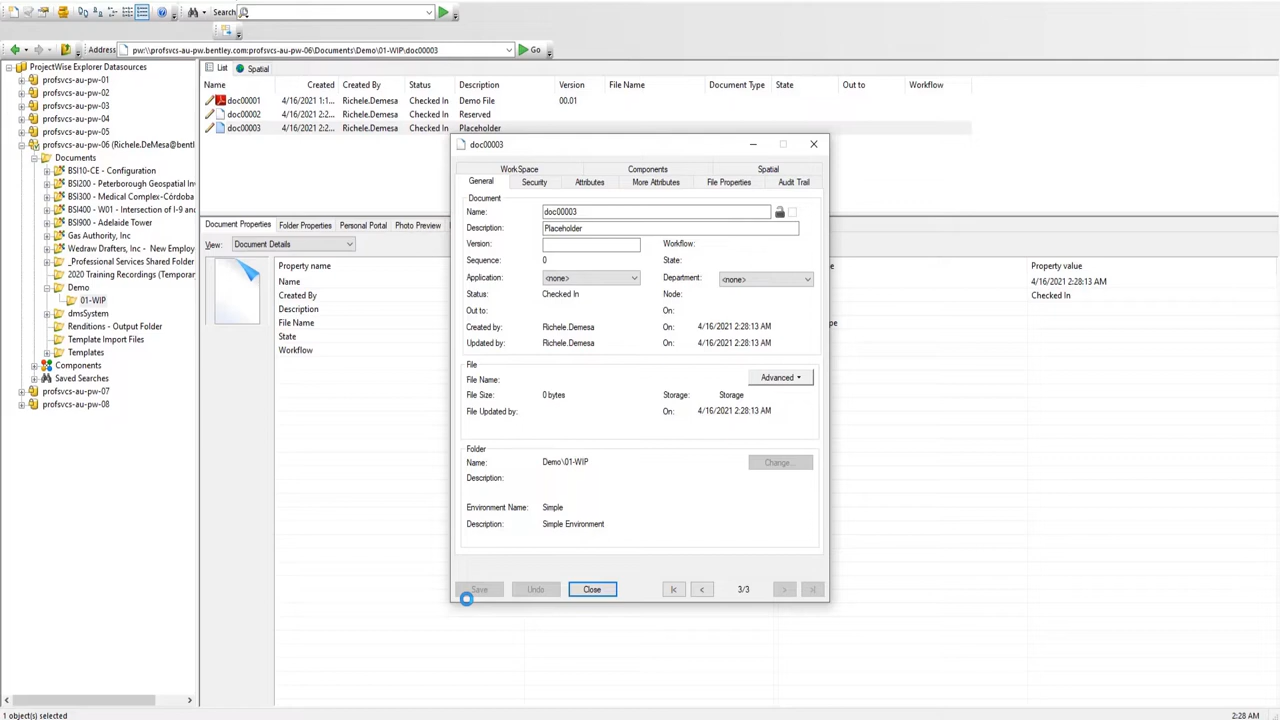 Search
Address pw:\\profsvcs-au-pw.bentley.com:profsvcs-au-pw-06\Documents\Demo\01-WIP\doc00003 Go
ProjectWise Explorer Datasources
profsvcs-au-pw-01
profsvcs-au-pw-02
profsvcs-au-pw-03
profsvcs-au-pw-04
profsvcs-au-pw-05
profsvcs-au-pw-06 (Richele.DeMesa@bentl
Documents
BSI10-CE - Configuration
BSI200 - Peterborough Geospatial In
BSI300 - Medical Complex-Córdoba
BSI400 - W01 - Intersection of I-9 and
BSI900 - Adelaide Tower
Gas Authority, Inc
Wedraw Borders, Inc - New Employ
_Professional Services Shared Folder
2020 Training Recordings (Temporar
Demo
01-WIP
dmsSystem
Renditions - Output Folder
Template Import Files
Templates
Components
Saved Searches
profsvcs-au-pw-07
profsvcs-au-pw-08
List Spatial
Name Created Created By Status Description Version File Name Document Type State Out to Workflow
doc00001 4/16/2021 1:1... Richele.Demesa Checked In Demo File 00.01
doc00002 4/16/2021 2:2... Richele.Demesa Checked In Reserved
doc00003 4/16/2021 2:2... Richele.Demesa Checked In Placeholder
Document Properties Folder Properties Personal Portal Photo Preview
View: Document Details
Property name
Name
Created By
Description
File Name
State
Workflow
Property value
4/16/2021 2:28:13 AM
Checked In
doc00003
WorkSpace Components Spatial
General Security Attributes More Attributes File Properties Audit Trail
Document
Name: doc00003
Description: Placeholder
Version: Workflow:
Sequence: 0 State:
Application: <none> Department: <none>
Status: Checked In Node:
Out to: On:
Created by: Richele.Demesa On: 4/16/2021 2:28:13 AM
Updated by: Richele.Demesa On: 4/16/2021 2:28:13 AM
File
File Name: Advanced
File Size: 0 bytes Storage: Storage
File Updated by: On: 4/16/2021 2:28:13 AM
Folder
Name: Demo\01-WIP Change...
Description:
Environment Name: Simple
Description: Simple Environment
Save Undo Close 3/3
1 object(s) selected 2:28 AM